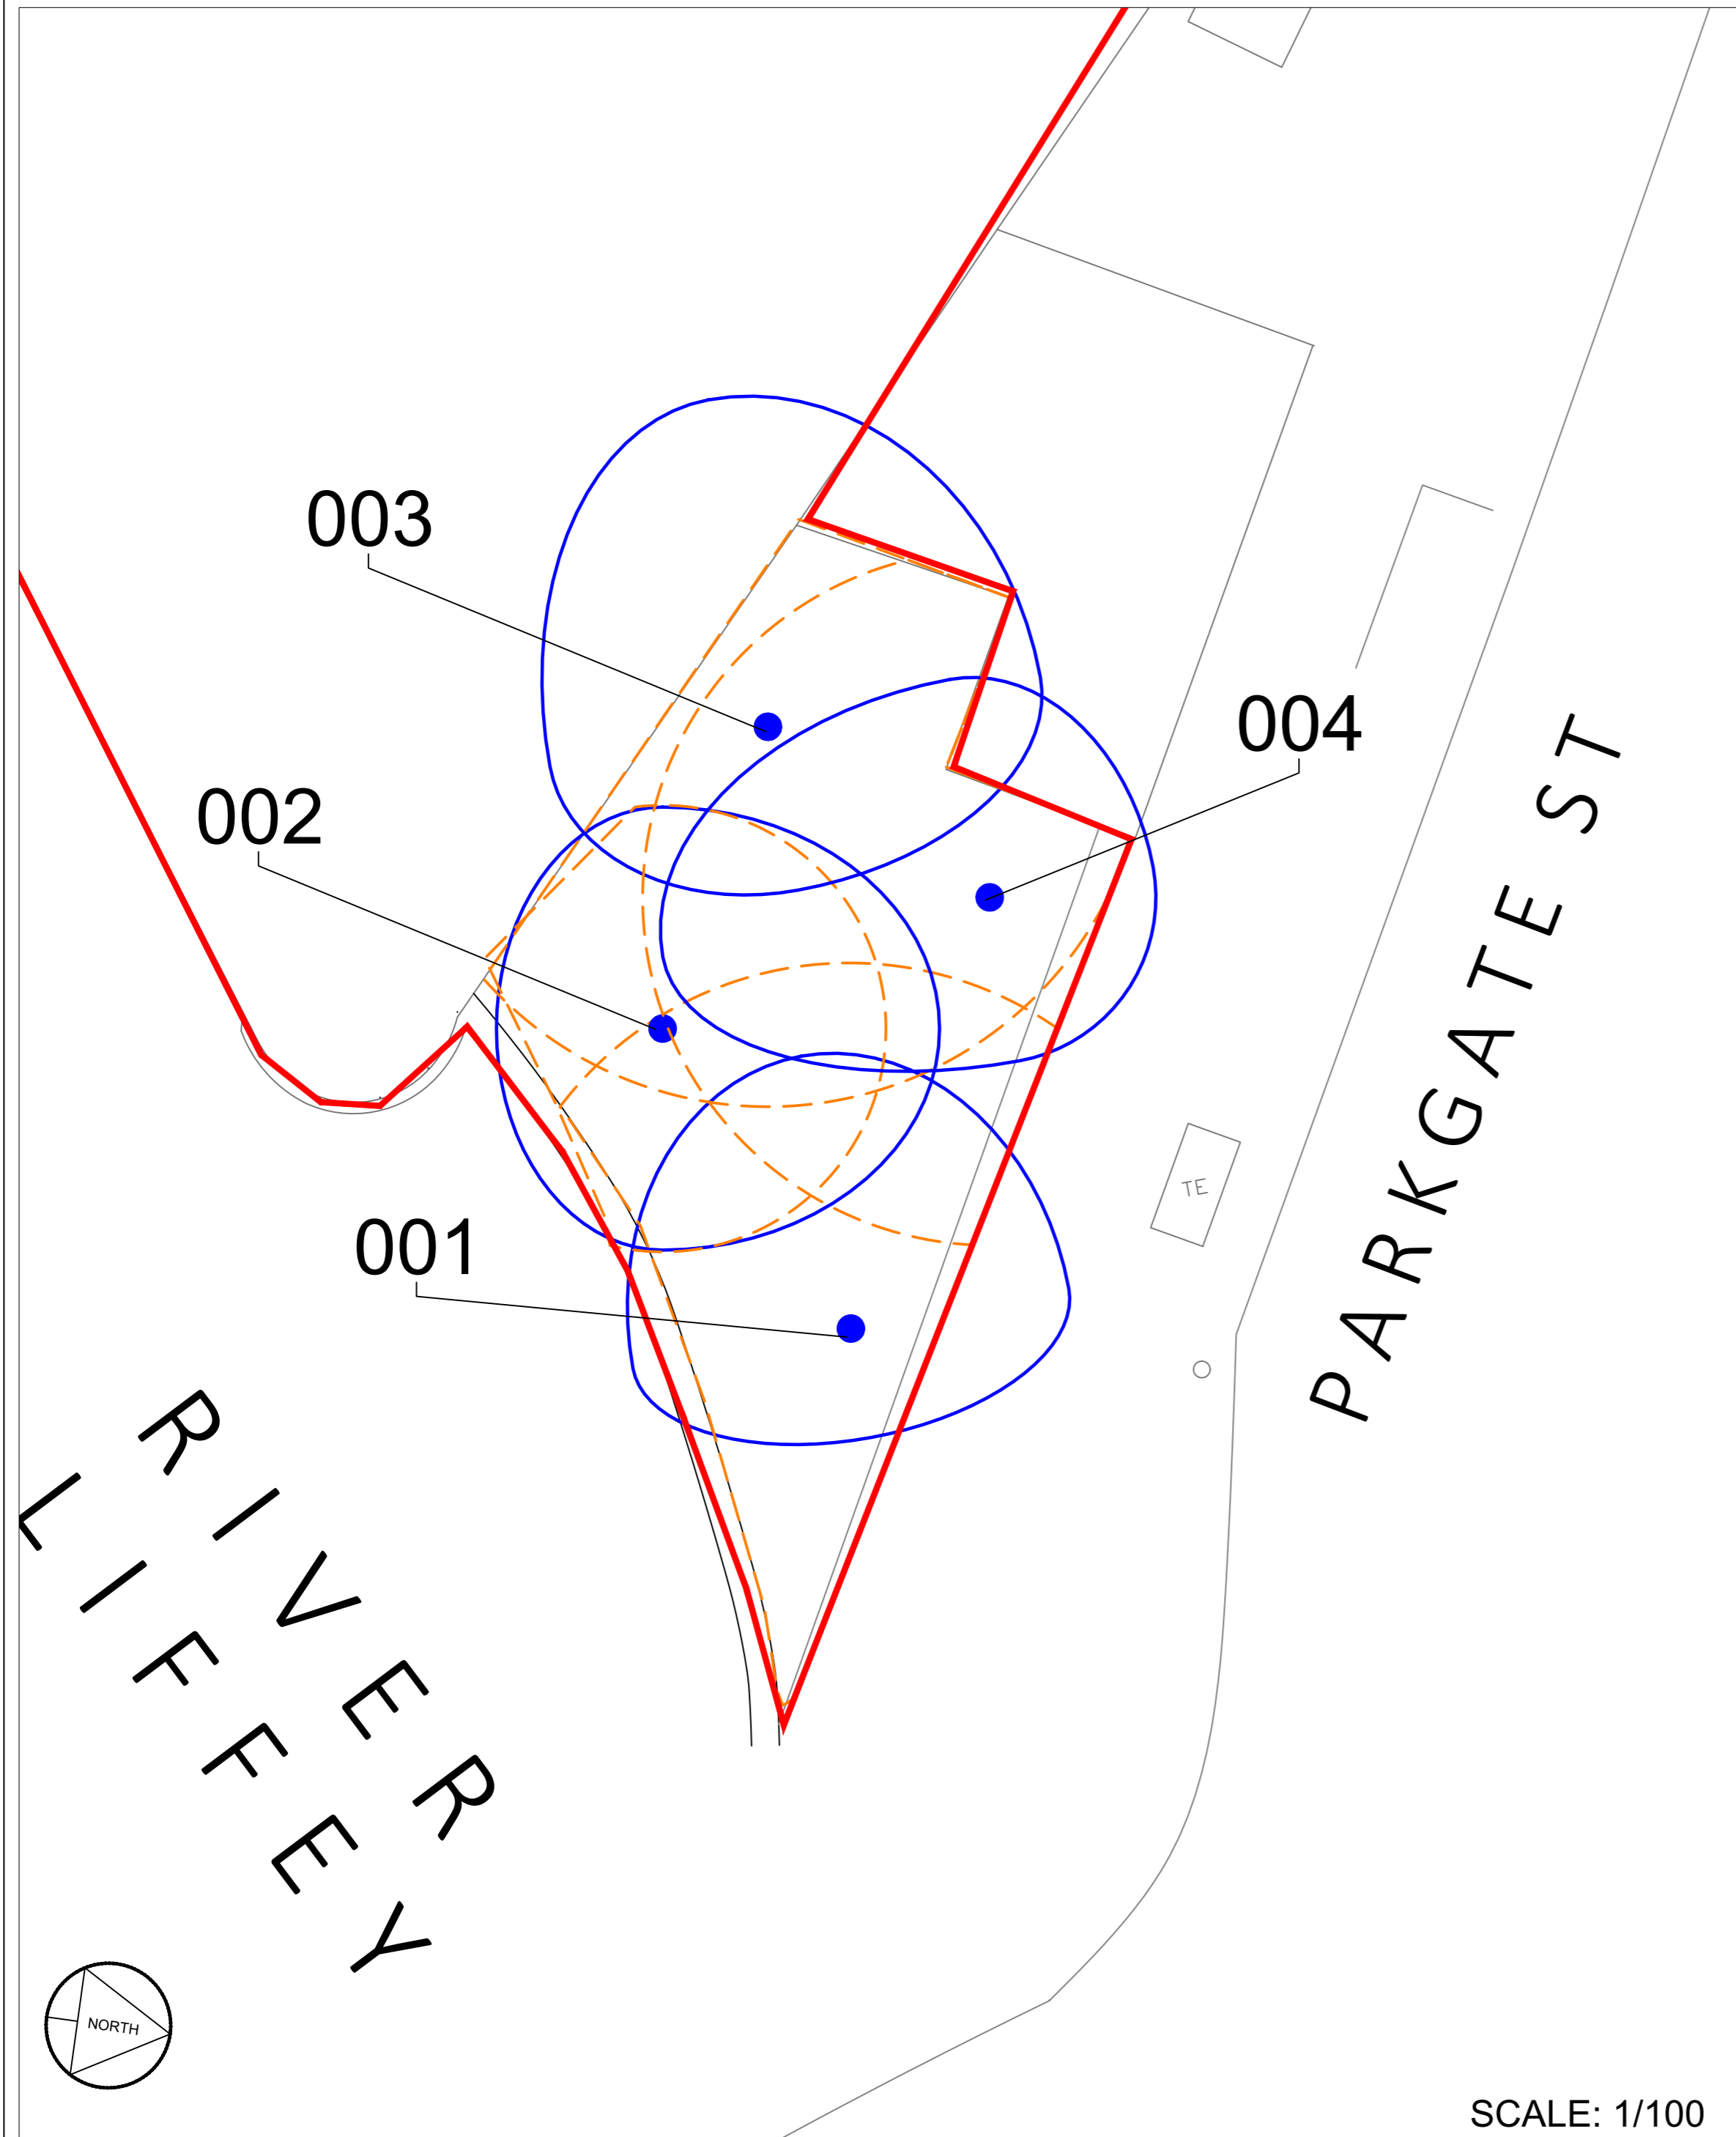 003
002
004
001
PARKGATE ST
TE
RIVER
LIFFEY
NORTH
SCALE: 1/100